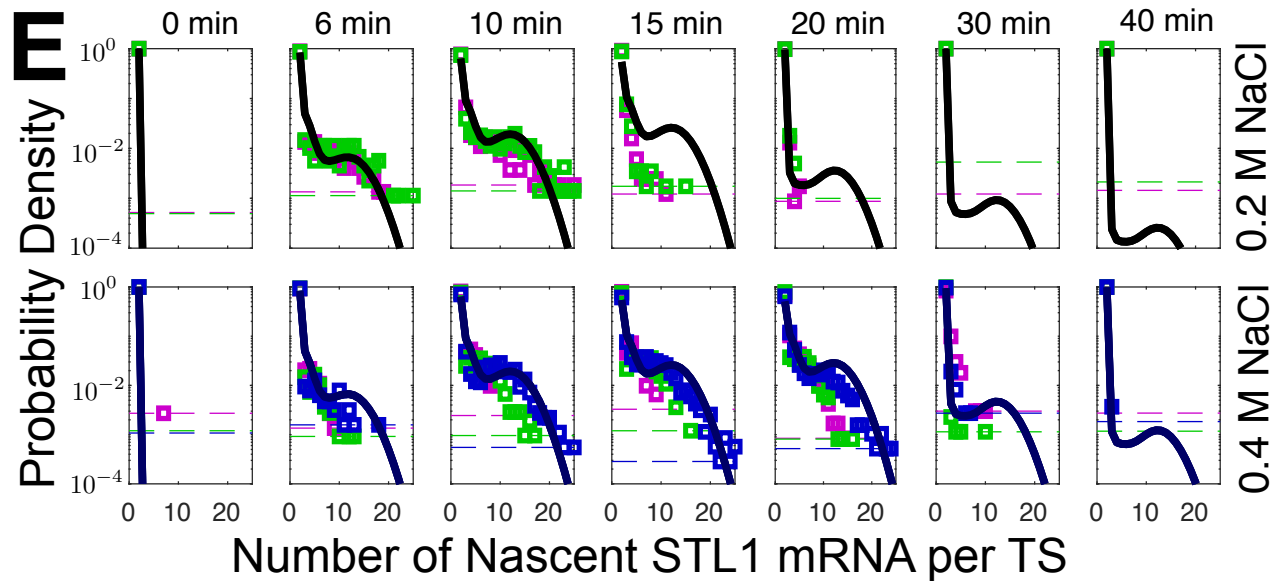 E
0 min 6 min 10 min 15 min 20 min 30 min 40 min
Probability Density
10^0
10^-2
10^-4
0.2 M NaCl
10^0
10^-2
10^-4
0.4 M NaCl
0 10 20 0 10 20 0 10 20 0 10 20 0 10 20 0 10 20 0 10 20
Number of Nascent STL1 mRNA per TS